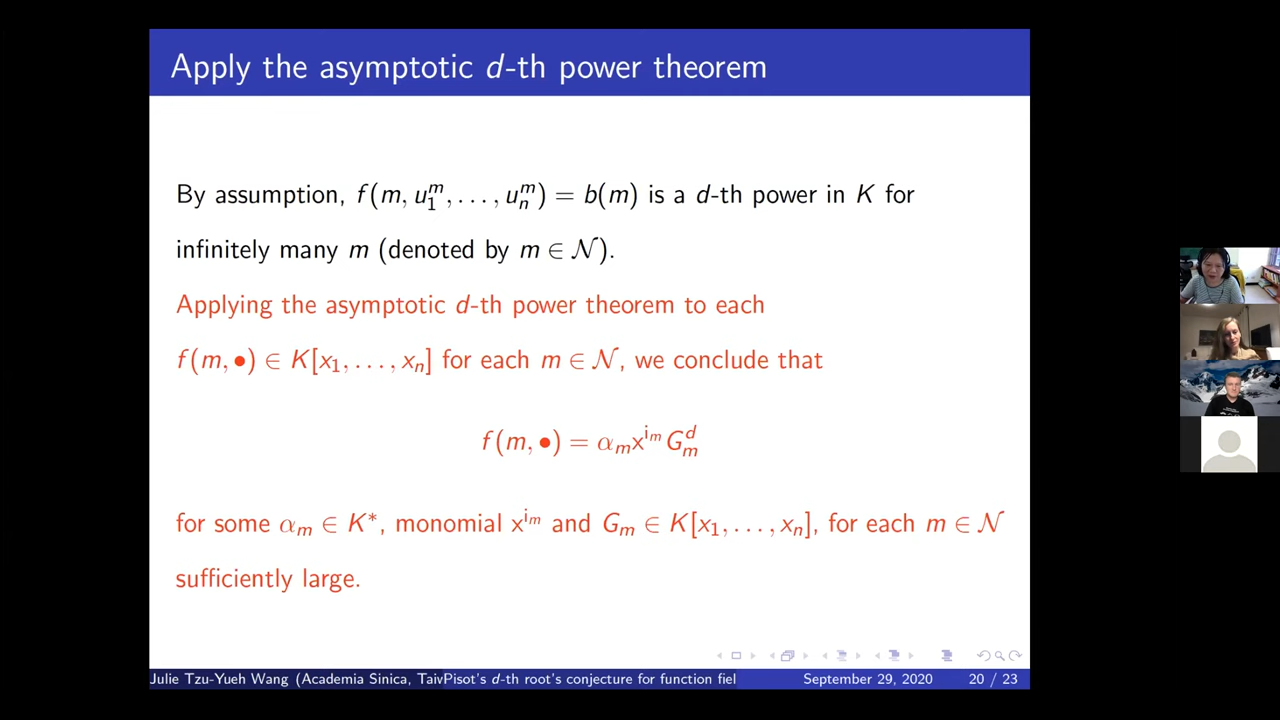 Apply the asymptotic d-th power theorem
By assumption, f(m, u₁ᵐ, . . . , uₙᵐ) = b(m) is a d-th power in K for
infinitely many m (denoted by m ∈ 𝒩).
Applying the asymptotic d-th power theorem to each
f(m, •) ∈ K[x₁, . . . , xₙ] for each m ∈ 𝒩, we conclude that
f(m, •) = αₘx^{iₘ} Gₘᵈ
for some αₘ ∈ K*, monomial x^{iₘ} and Gₘ ∈ K[x₁, . . . , xₙ], for each m ∈ 𝒩
sufficiently large.
Julie Tzu-Yueh Wang (Academia Sinica, TaiwPisot's d-th root's conjecture for function fiel September 29, 2020 20 / 23